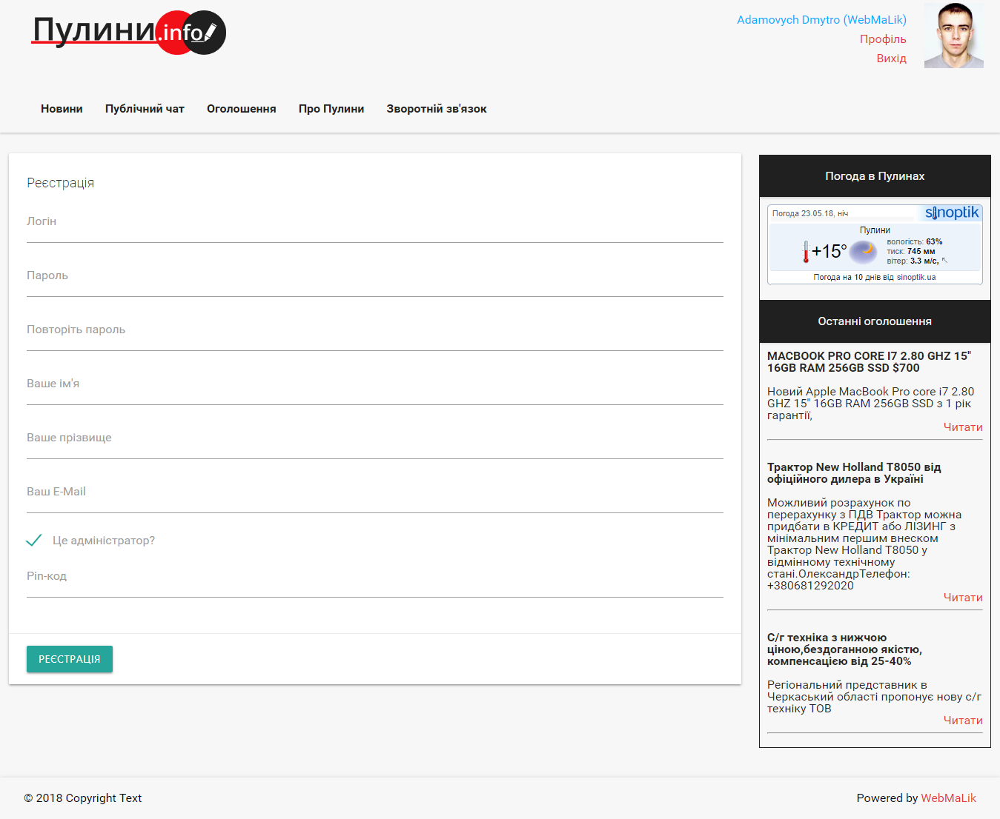 Пулини.info
Adamovych Dmytro (WebMaLik)
Профіль
Вихід
Новини
Публічний чат
Оголошення
Про Пулини
Зворотній зв'язок
Реєстрація
Логін
Пароль
Повторіть пароль
Ваше ім'я
Ваше прізвище
Ваш E-Mail
Це адміністратор?
Pin-код
РЕЄСТРАЦІЯ
Погода в Пулинах
Погода 23.05.18, ніч
sinoptik
Пулини
+15°
вологість: 63%
тиск: 745 мм
вітер: 3.3 м/с, ↖
Погода на 10 днів від sinoptik.ua
Останні оголошення
MACBOOK PRO CORE I7 2.80 GHZ 15"
16GB RAM 256GB SSD $700
Новий Apple MacBook Pro core i7 2.80
GHZ 15" 16GB RAM 256GB SSD з 1 рік
гарантії,
Читати
Трактор New Holland T8050 від
офіційного дилера в Україні
Можливий розрахунок по
перерахунку з ПДВ Трактор можна
придбати в КРЕДИТ або ЛІЗИНГ з
мінімальним першим внеском
Трактор New Holland T8050 у
відмінному технічному
стані.ОлександрТелефон:
+380681292020
Читати
С/г техніка з нижчою
ціною,бездоганною якістю,
компенсацією від 25-40%
Регіональний представник в
Черкаський області пропонує нову с/г
техніку ТОВ
Читати
© 2018 Copyright Text
Powered by WebMaLik